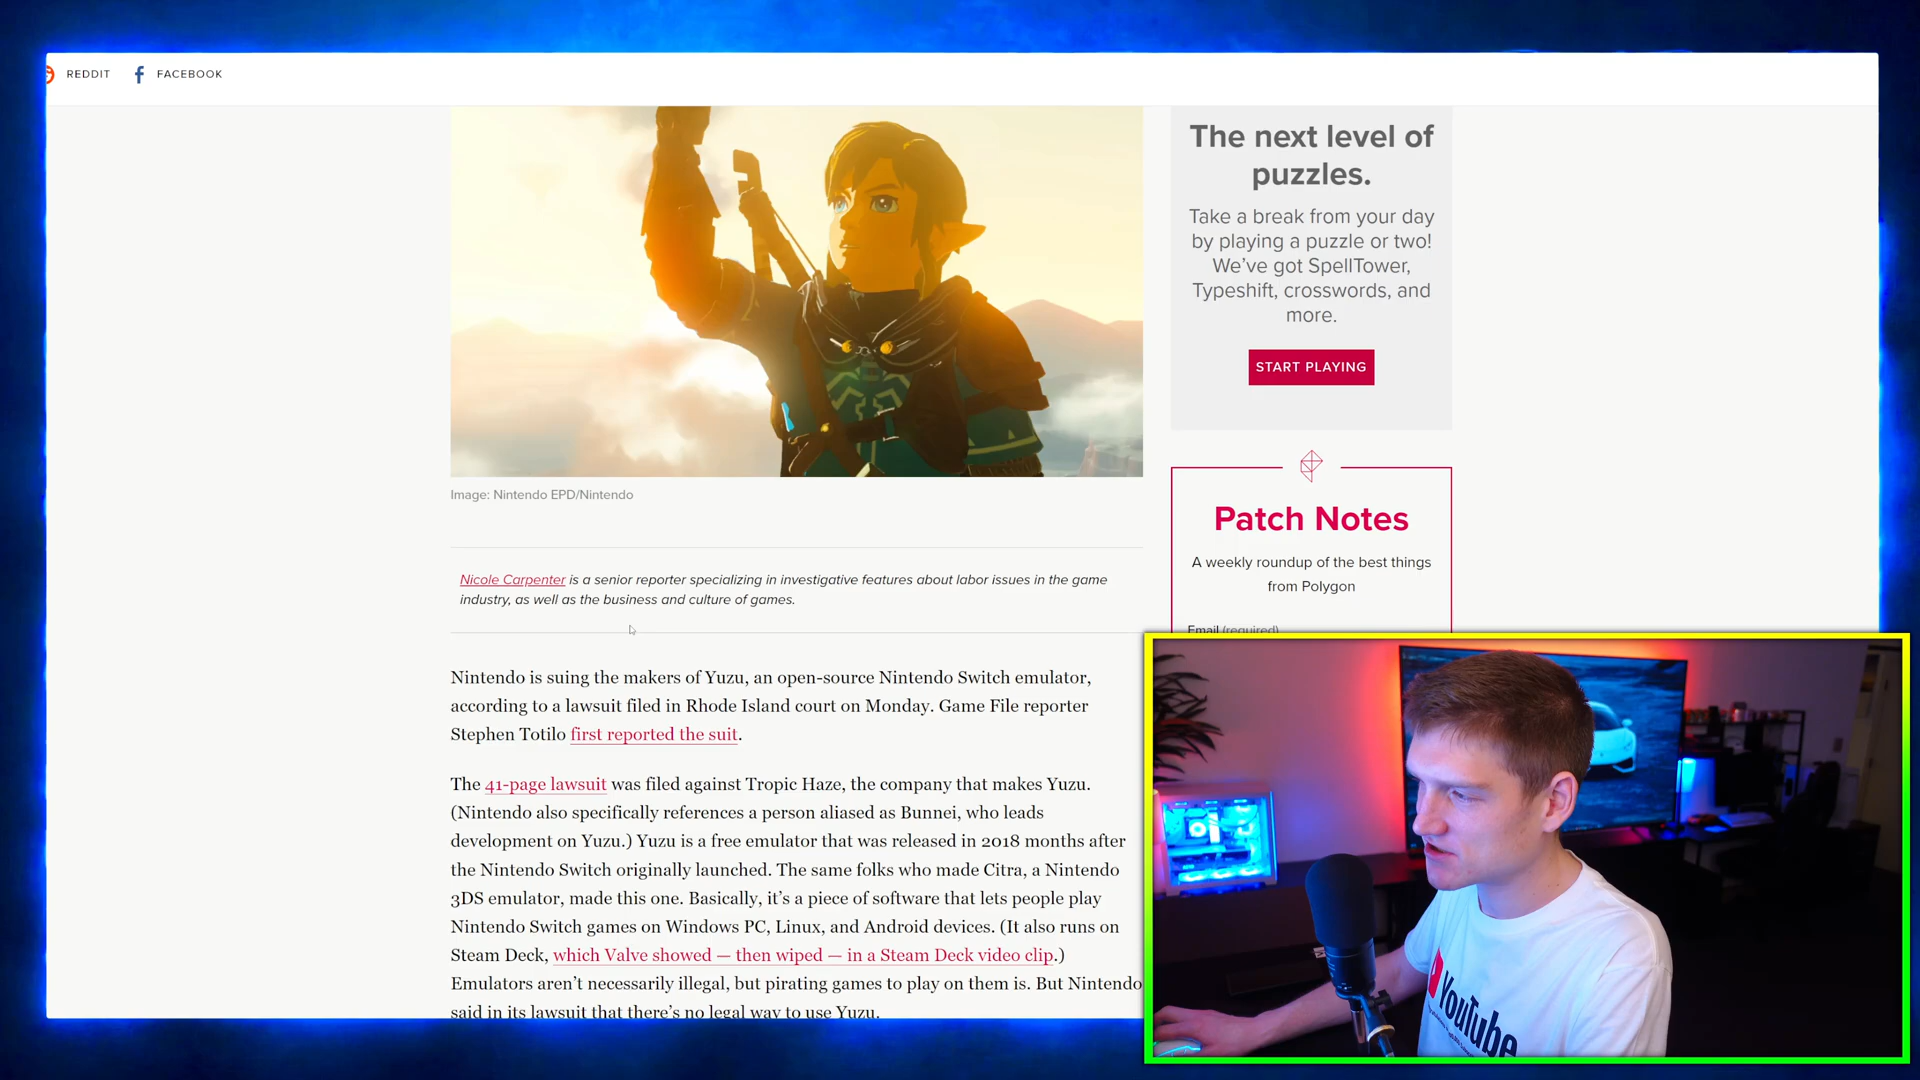 REDDIT FACEBOOK
The next level of
puzzles.
Take a break from your day
by playing a puzzle or two!
We've got SpellTower,
Typeshift, crosswords, and
more.
START PLAYING
Image: Nintendo EPD/Nintendo
Patch Notes
A weekly roundup of the best things
from Polygon
Email (required)
Nicole Carpenter is a senior reporter specializing in investigative features about labor issues in the game
industry, as well as the business and culture of games.
Nintendo is suing the makers of Yuzu, an open-source Nintendo Switch emulator,
according to a lawsuit filed in Rhode Island court on Monday. Game File reporter
Stephen Totilo first reported the suit.
The 41-page lawsuit was filed against Tropic Haze, the company that makes Yuzu.
(Nintendo also specifically references a person aliased as Bunnei, who leads
development on Yuzu.) Yuzu is a free emulator that was released in 2018 months after
the Nintendo Switch originally launched. The same folks who made Citra, a Nintendo
3DS emulator, made this one. Basically, it's a piece of software that lets people play
Nintendo Switch games on Windows PC, Linux, and Android devices. (It also runs on
Steam Deck, which Valve showed — then wiped — in a Steam Deck video clip.)
Emulators aren't necessarily illegal, but pirating games to play on them is. But Nintendo
said in its lawsuit that there's no legal way to use Yuzu.
YouTube